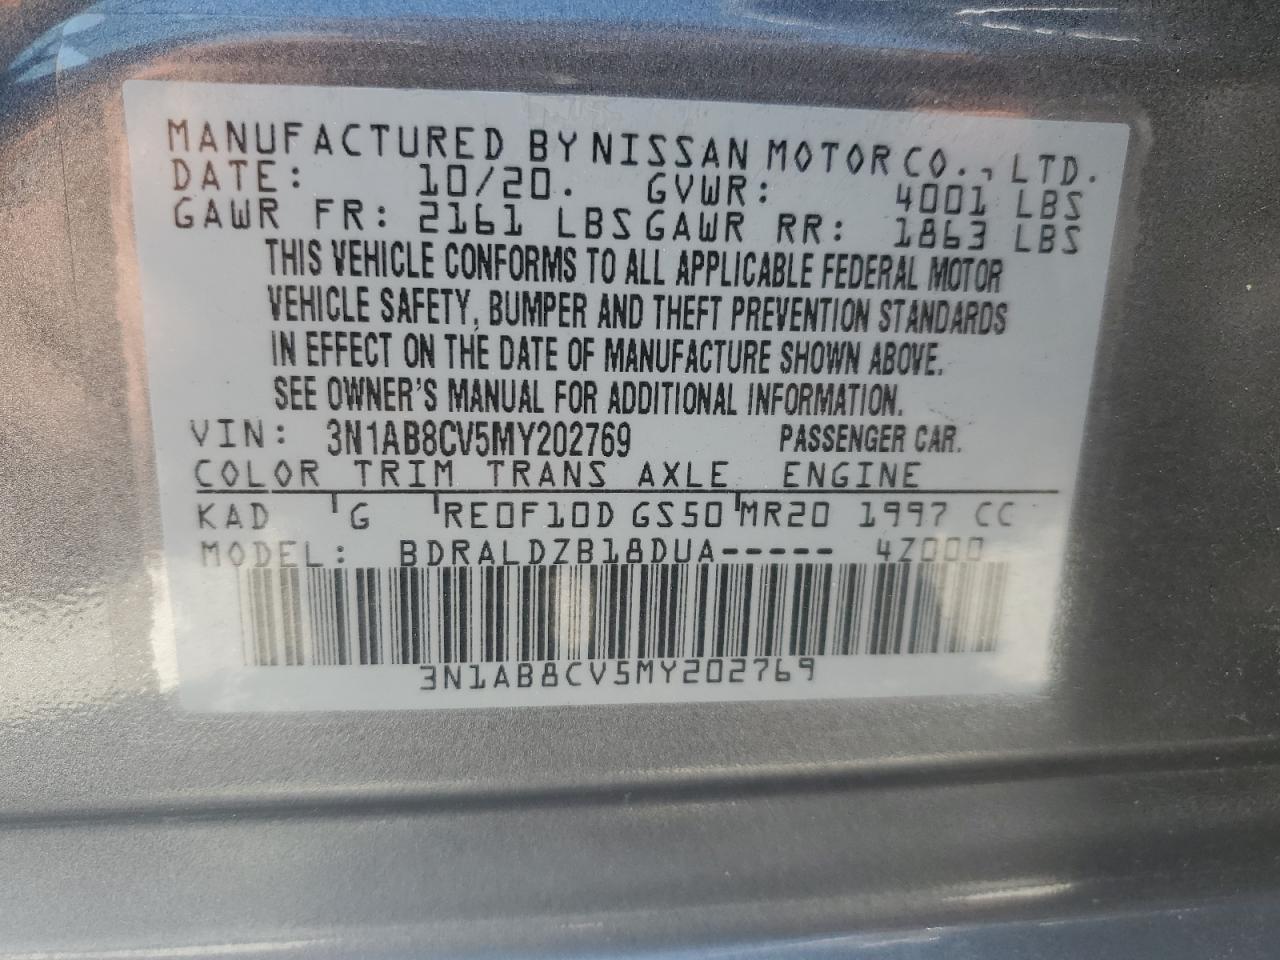 MANUFACTURED BY NISSAN MOTOR CO., LTD.
DATE: 10/20. GVWR: 4001 LBS
GAWR FR: 2161 LBS GAWR RR: 1863 LBS
THIS VEHICLE CONFORMS TO ALL APPLICABLE FEDERAL MOTOR
VEHICLE SAFETY, BUMPER AND THEFT PREVENTION STANDARDS
IN EFFECT ON THE DATE OF MANUFACTURE SHOWN ABOVE.
SEE OWNER'S MANUAL FOR ADDITIONAL INFORMATION.
VIN: 3N1AB8CV5MY202769 PASSENGER CAR.
COLOR TRIM TRANS AXLE ENGINE
KAD G RE0F10D GS50 MR20 1997 CC
MODEL: BDRALDZB18DUA----- 4Z000
3N1AB8CV5MY202769